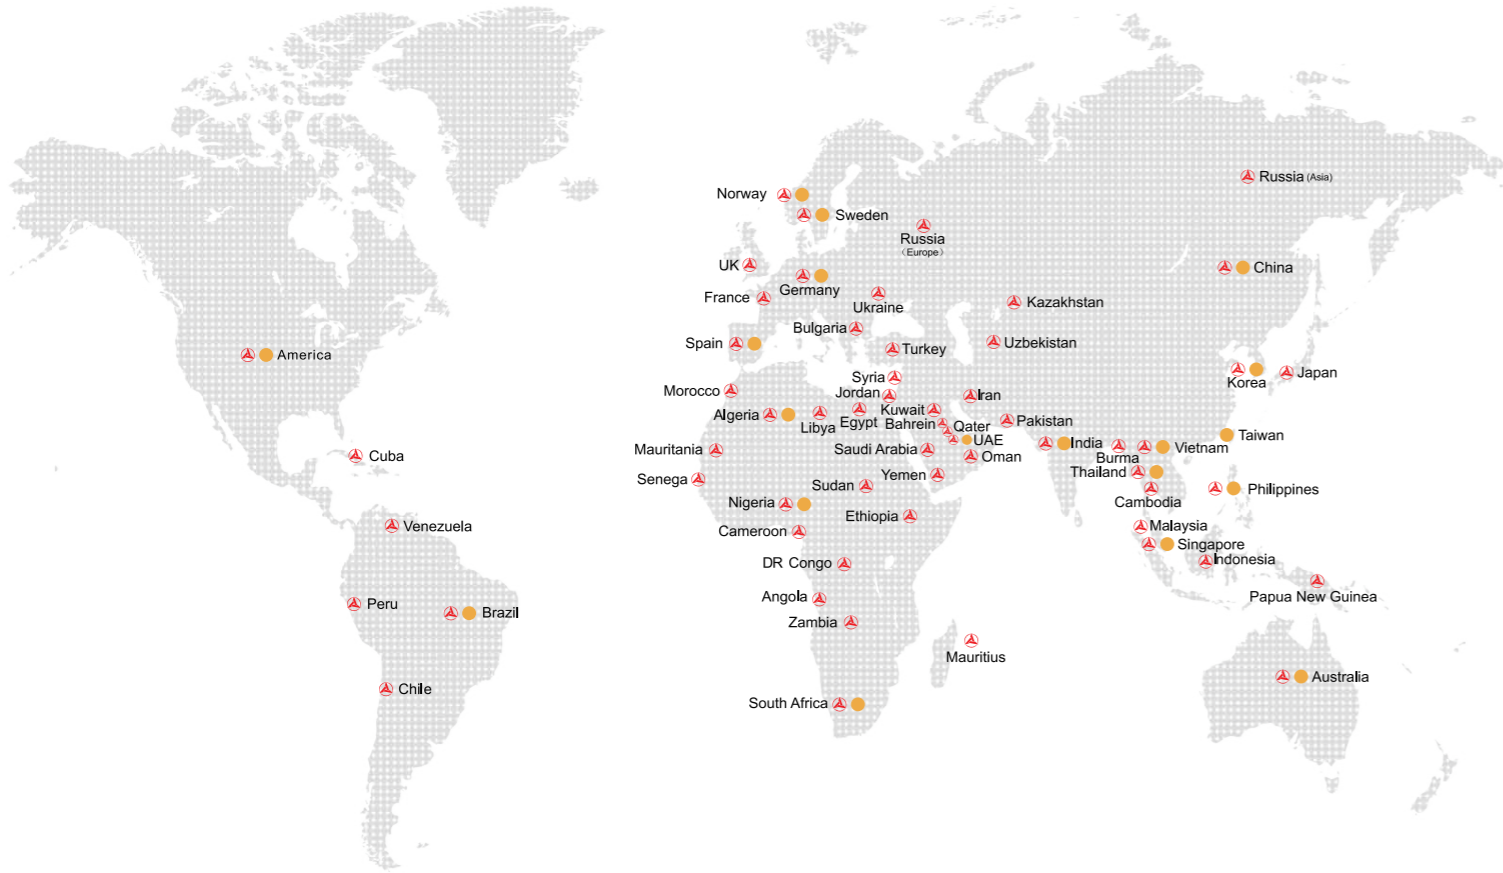 Russia (Asia)
Norway
Sweden
Russia
(Europe)
UK
China
Germany
France
Ukraine
Kazakhstan
Bulgaria
Spain
Uzbekistan
Turkey
America
Korea
Japan
Syria
Morocco
Jordan
Iran
Kuwait
Algeria
Libya
Egypt
Bahrein
Qater
Pakistan
Taiwan
UAE
India
Mauritania
Saudi Arabia
Oman
Burma
Vietnam
Cuba
Thailand
Senega
Yemen
Sudan
Philippines
Cambodia
Nigeria
Ethiopia
Venezuela
Malaysia
Cameroon
Singapore
Indonesia
DR Congo
Papua New Guinea
Angola
Peru
Brazil
Zambia
Mauritius
Australia
Chile
South Africa